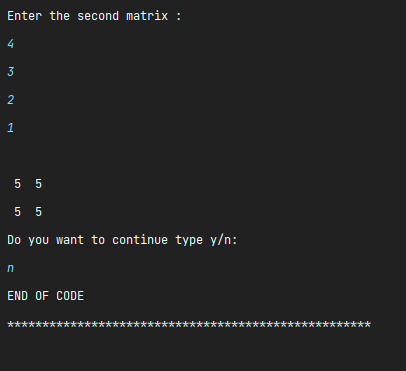 Enter the second matrix :
4
3
2
1
5 5
5 5
Do you want to continue type y/n:
n
END OF CODE
****************************************************